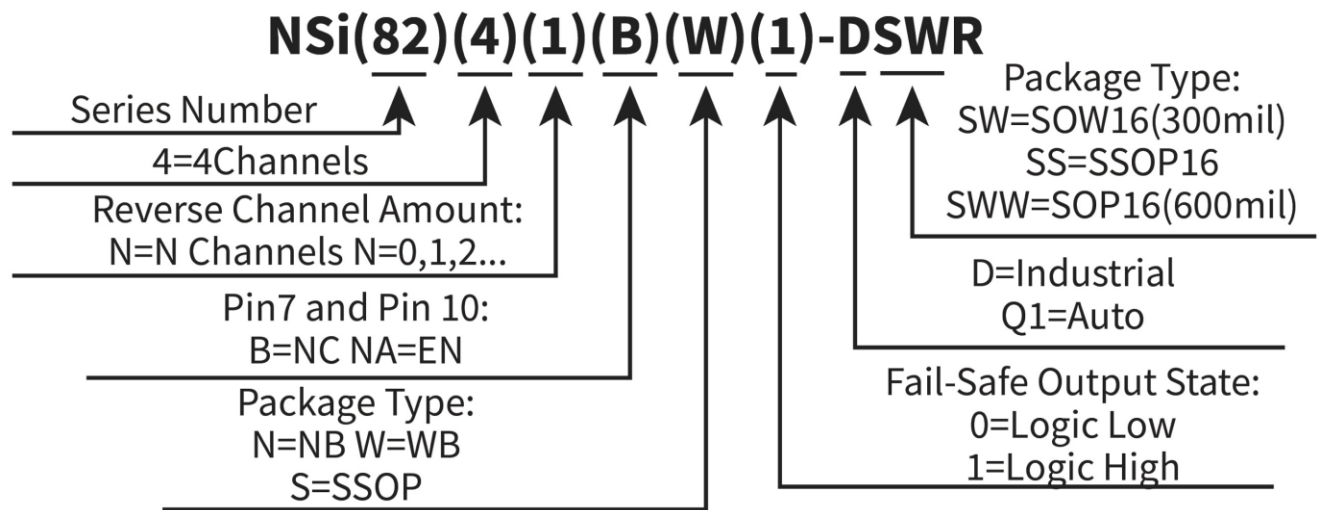 NSi(82)(4)(1)(B)(W)(1)-DSWR
Series Number
4=4Channels
Reverse Channel Amount:
N=N Channels N=0,1,2...
Pin7 and Pin 10:
B=NC NA=EN
Package Type:
N=NB W=WB
S=SSOP
Package Type:
SW=SOW16(300mil)
SS=SSOP16
SWW=SOP16(600mil)
D=Industrial
Q1=Auto
Fail-Safe Output State:
0=Logic Low
1=Logic High